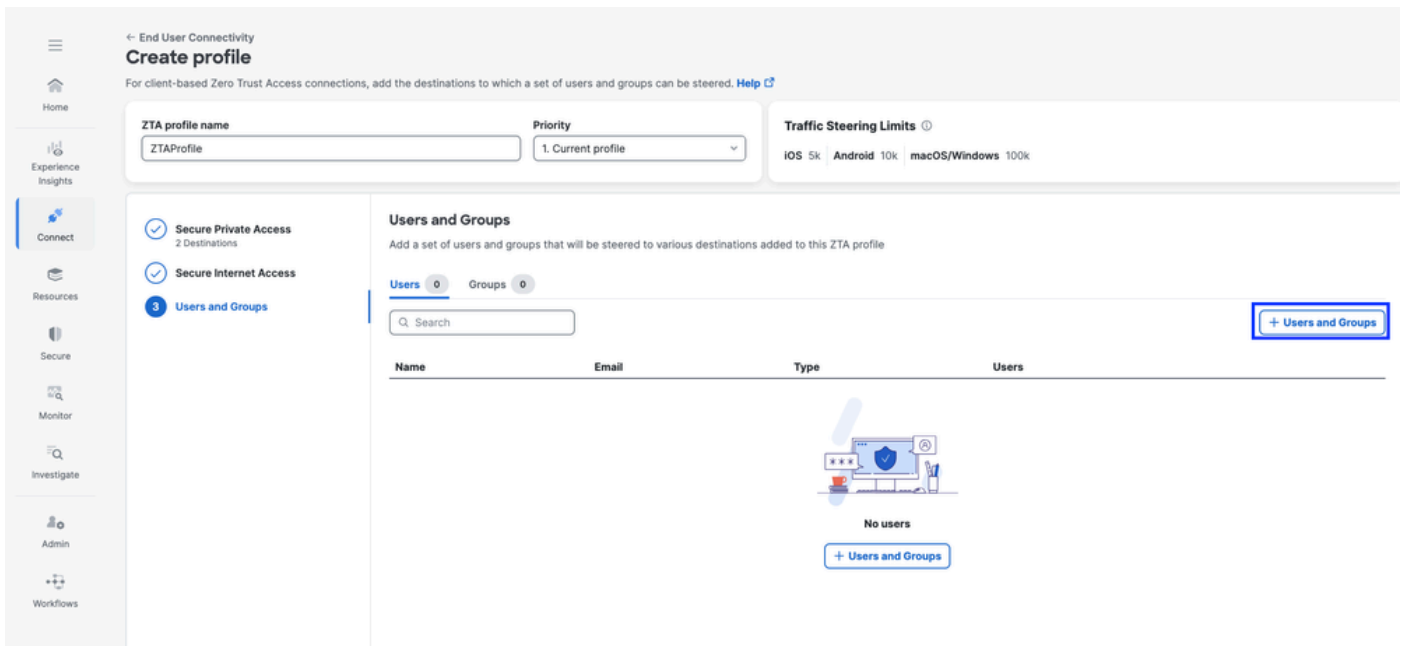 ← End User Connectivity
Create profile
For client-based Zero Trust Access connections, add the destinations to which a set of users and groups can be steered. Help
Home
Experience
Insights
Connect
Resources
Secure
Monitor
Investigate
Admin
Workflows
ZTA profile name
ZTAProfile
Priority
1. Current profile
Traffic Steering Limits
iOS 5k Android 10k macOS/Windows 100k
Secure Private Access
2 Destinations
Secure Internet Access
3 Users and Groups
Users and Groups
Add a set of users and groups that will be steered to various destinations added to this ZTA profile
Users 0 Groups 0
Search
+ Users and Groups
Name Email Type Users
***
No users
+ Users and Groups